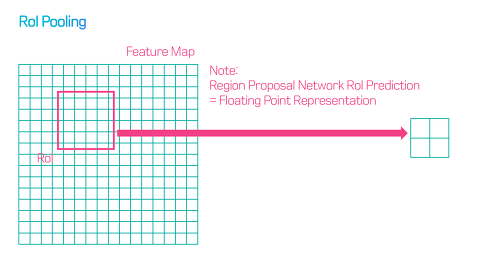 RoI Pooling
Feature Map
Note:
Region Proposal Network RoI Prediction
= Floating Point Representation
RoI